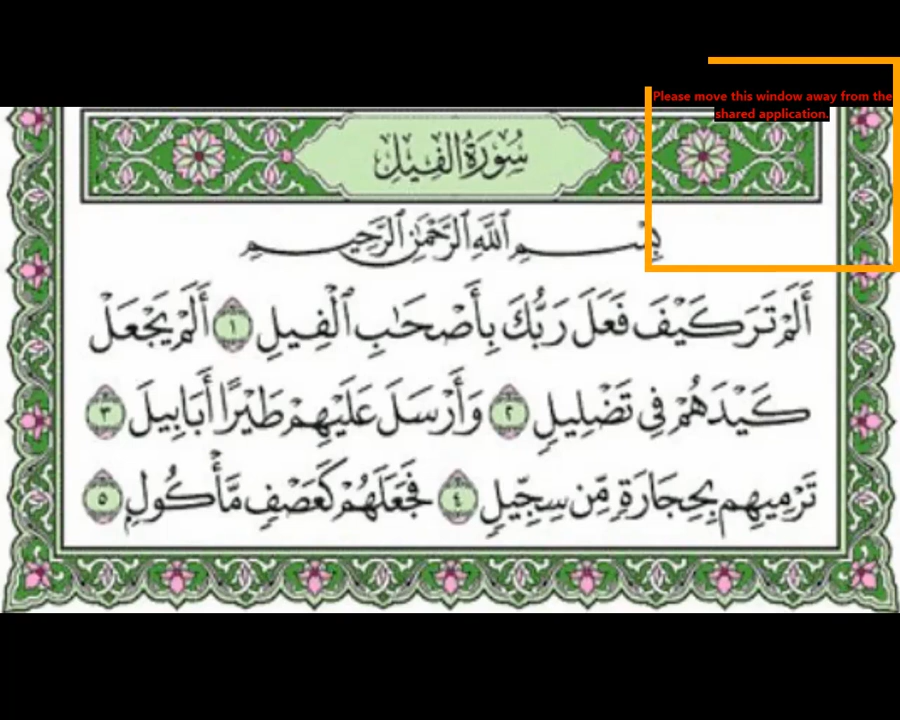 Please move this window away from the
shared application.
سُورَةُ الفِيلِ
بِسْمِ ٱللَّهِ ٱلرَّحْمَٰنِ ٱلرَّحِيمِ
أَلَمْ تَرَ كَيْفَ فَعَلَ رَبُّكَ بِأَصْحَٰبِ ٱلْفِيلِ ١ أَلَمْ يَجْعَلْ
كَيْدَهُمْ فِى تَضْلِيلٍ ٢ وَأَرْسَلَ عَلَيْهِمْ طَيْرًا أَبَابِيلَ ٣
تَرْمِيهِم بِحِجَارَةٍ مِّن سِجِّيلٍ ٤ فَجَعَلَهُمْ كَعَصْفٍ مَّأْكُولٍ ٥